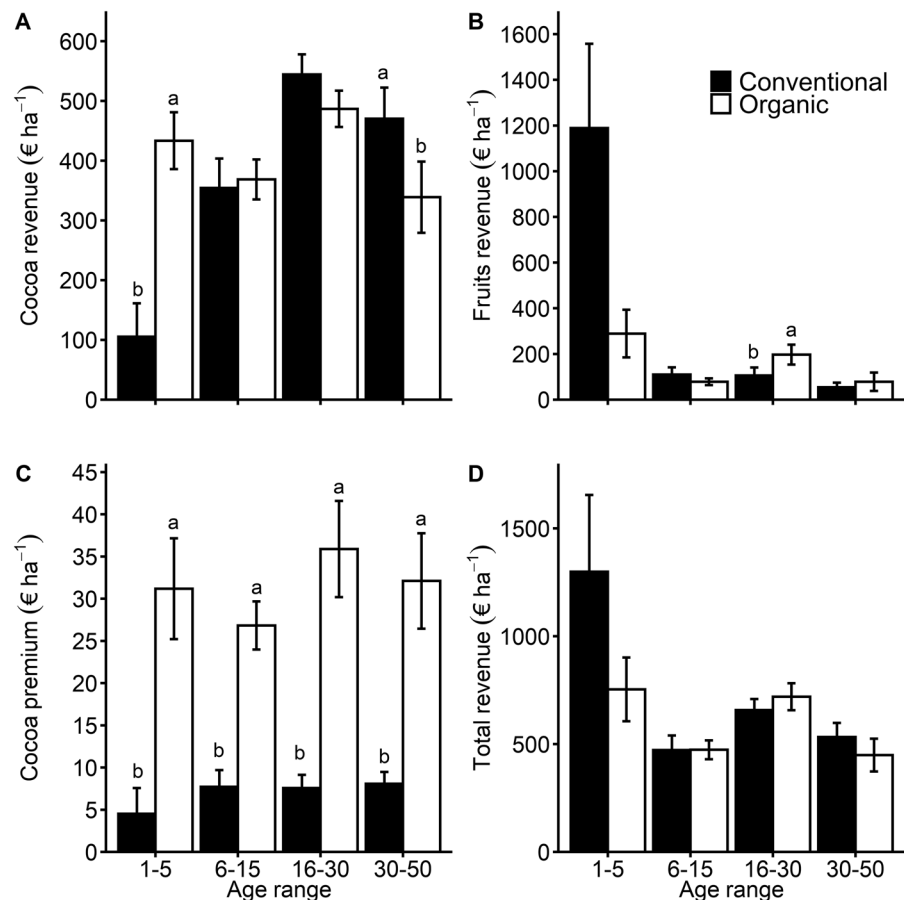 A
Cocoa revenue (€ ha⁻¹)
600
500
400
300
200
100
0
b
a
a
b
B
Fruits revenue (€ ha⁻¹)
1600
1400
1200
1000
800
600
400
200
0
Conventional
Organic
b
a
C
Cocoa premium (€ ha⁻¹)
45
40
35
30
25
20
15
10
5
0
b
a
b
a
b
a
b
a
1-5
6-15
16-30
30-50
Age range
D
Total revenue (€ ha⁻¹)
1500
1000
500
0
1-5
6-15
16-30
30-50
Age range